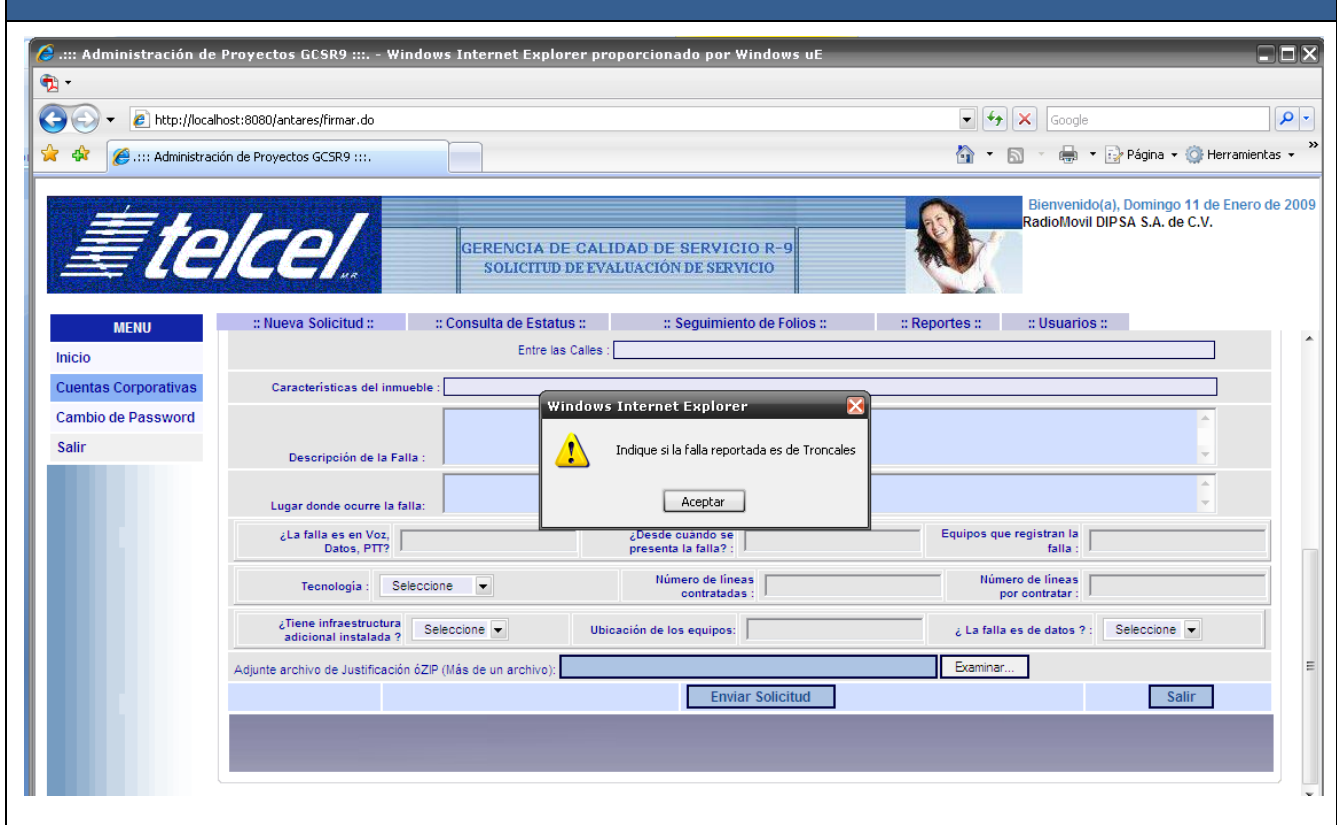 .::: Administración de Proyectos GCSR9 :::. - Windows Internet Explorer proporcionado por Windows uE
http://localhost:8080/antares/firmar.do
Google
.:::: Administración de Proyectos GCSR9 :::.
Página
Herramientas
»
telcel
M.R.
GERENCIA DE CALIDAD DE SERVICIO R-9
SOLICITUD DE EVALUACIÓN DE SERVICIO
Bienvenido(a), Domingo 11 de Enero de 2009
RadioMovil DIPSA S.A. de C.V.
MENU
Inicio
Cuentas Corporativas
Cambio de Password
Salir
:: Nueva Solicitud ::
:: Consulta de Estatus ::
:: Seguimiento de Folios ::
:: Reportes ::
:: Usuarios ::
Entre las Calles :
Características del inmueble :
Descripción de la Falla :
Lugar donde ocurre la falla:
Windows Internet Explorer
Indique si la falla reportada es de Troncales
Aceptar
¿La falla es en Voz,
Datos, PTT?
¿Desde cuándo se
presenta la falla? :
Equipos que registran la
falla :
Tecnología :
Seleccione
Número de líneas
contratadas :
Número de líneas
por contratar :
¿Tiene infraestructura
adicional instalada ?
Seleccione
Ubicación de los equipos:
¿ La falla es de datos ? :
Seleccione
Adjunte archivo de Justificación óZIP (Más de un archivo):
Examinar...
Enviar Solicitud
Salir